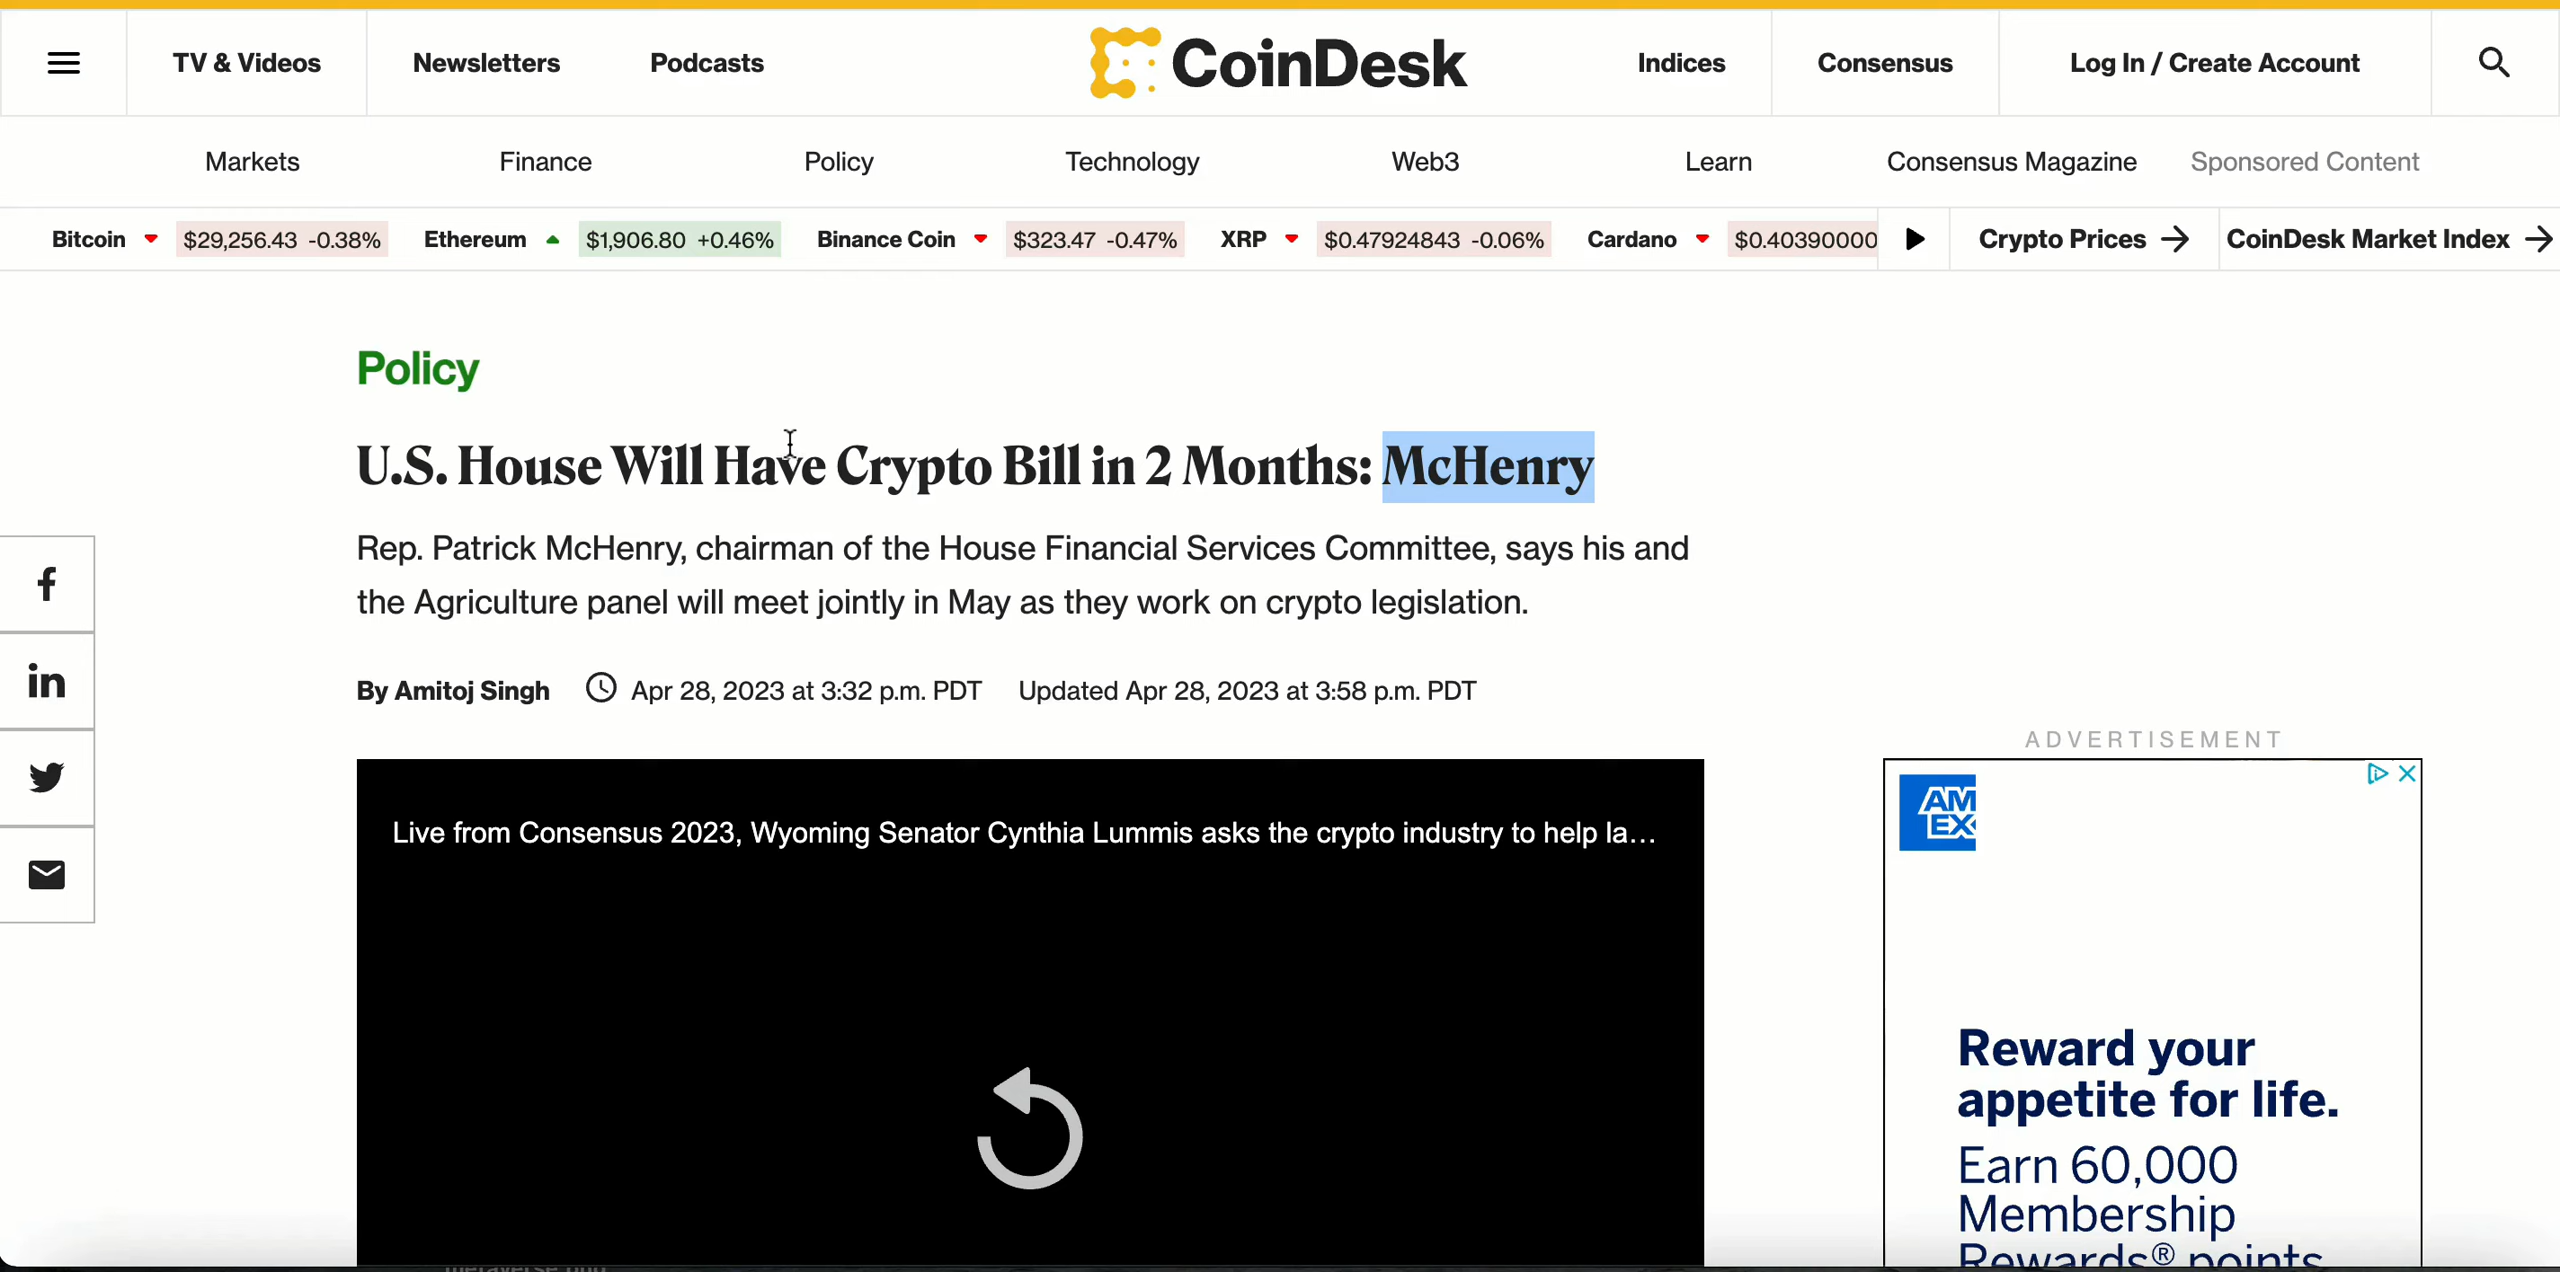 TV & Videos
Newsletters
Podcasts
CoinDesk
Indices
Consensus
Log In / Create Account
Markets
Finance
Policy
Technology
Web3
Learn
Consensus Magazine
Sponsored Content
Bitcoin $29,256.43 -0.38%
Ethereum $1,906.80 +0.46%
Binance Coin $323.47 -0.47%
XRP $0.47924843 -0.06%
Cardano $0.40390000
Crypto Prices
CoinDesk Market Index
Policy
U.S. House Will Have Crypto Bill in 2 Months: McHenry
Rep. Patrick McHenry, chairman of the House Financial Services Committee, says his and
the Agriculture panel will meet jointly in May as they work on crypto legislation.
By Amitoj Singh Apr 28, 2023 at 3:32 p.m. PDT Updated Apr 28, 2023 at 3:58 p.m. PDT
f
in
Live from Consensus 2023, Wyoming Senator Cynthia Lummis asks the crypto industry to help la...
ADVERTISEMENT
AM
EX
Reward your
appetite for life.
Earn 60,000
Membership
Rewards® points